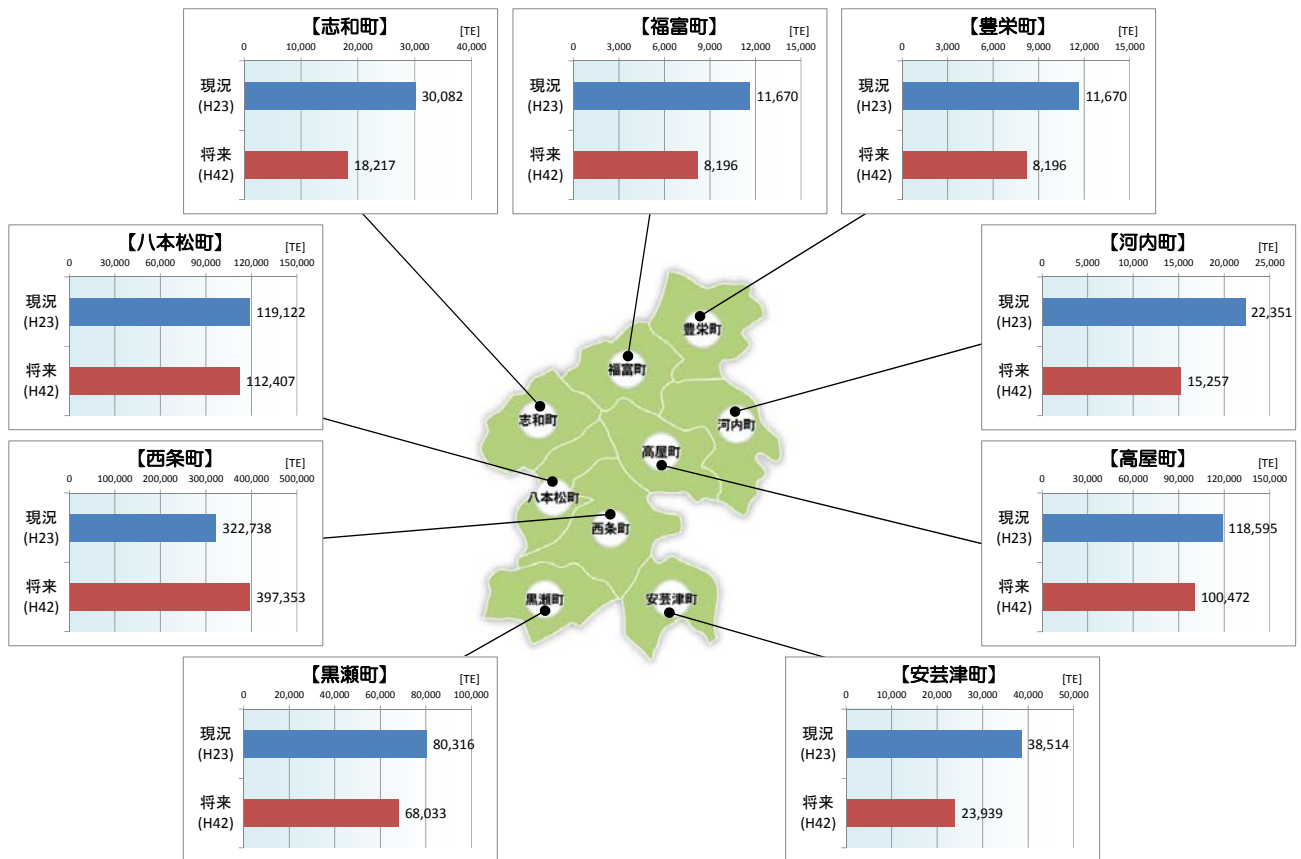 【志和町】 [TE]
0 10,000 20,000 30,000 40,000
現況
(H23)
30,082
将来
(H42)
18,217
【福富町】 [TE]
0 3,000 6,000 9,000 12,000 15,000
現況
(H23)
11,670
将来
(H42)
8,196
【豊栄町】 [TE]
0 3,000 6,000 9,000 12,000 15,000
現況
(H23)
11,670
将来
(H42)
8,196
【八本松町】 [TE]
0 30,000 60,000 90,000 120,000 150,000
現況
(H23)
119,122
将来
(H42)
112,407
【河内町】 [TE]
0 5,000 10,000 15,000 20,000 25,000
現況
(H23)
22,351
将来
(H42)
15,257
豊栄町
福富町
志和町
河内町
高屋町
八本松町
西条町
黒瀬町
安芸津町
【西条町】 [TE]
0 100,000 200,000 300,000 400,000 500,000
現況
(H23)
322,738
将来
(H42)
397,353
【高屋町】 [TE]
0 30,000 60,000 90,000 120,000 150,000
現況
(H23)
118,595
将来
(H42)
100,472
【黒瀬町】 [TE]
0 20,000 40,000 60,000 80,000 100,000
現況
(H23)
80,316
将来
(H42)
68,033
【安芸津町】 [TE]
0 10,000 20,000 30,000 40,000 50,000
現況
(H23)
38,514
将来
(H42)
23,939